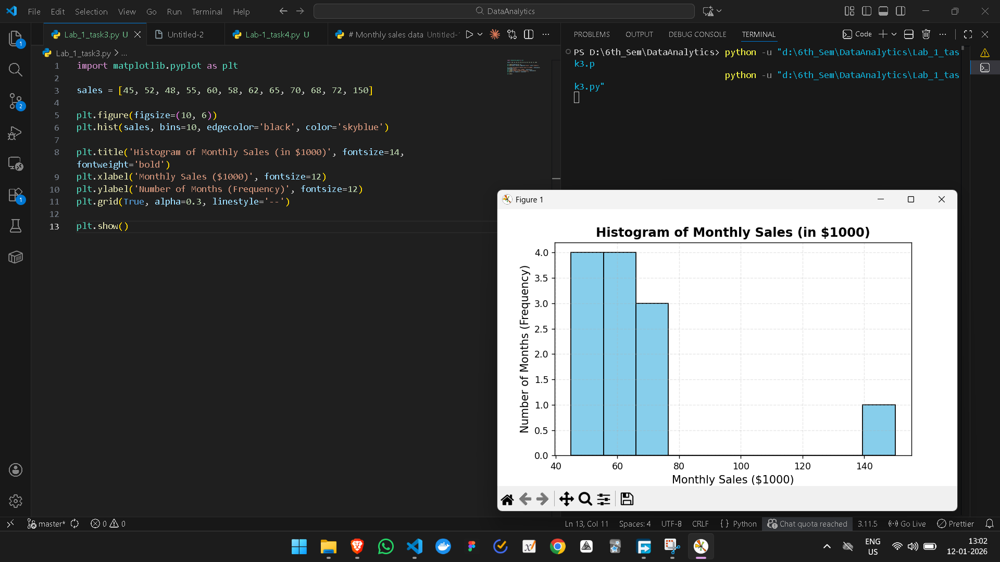 File Edit Selection View Go Run Terminal Help
DataAnalytics
Lab_1_task3.py U
Untitled-2
Lab-1_task4.py U
# Monthly sales data Untitled-
Lab_1_task3.py > ...
1 import matplotlib.pyplot as plt
2
3 sales = [45, 52, 48, 55, 60, 58, 62, 65, 70, 68, 72, 150]
4
5 plt.figure(figsize=(10, 6))
6 plt.hist(sales, bins=10, edgecolor='black', color='skyblue')
7
8 plt.title('Histogram of Monthly Sales (in $1000)', fontsize=14,
fontweight='bold')
9 plt.xlabel('Monthly Sales ($1000)', fontsize=12)
10 plt.ylabel('Number of Months (Frequency)', fontsize=12)
11 plt.grid(True, alpha=0.3, linestyle='--')
12
13 plt.show()
1
2
1
PROBLEMS OUTPUT DEBUG CONSOLE TERMINAL
Code
PS D:\6th_Sem\DataAnalytics> python -u "d:\6th_Sem\DataAnalytics\Lab_1_tas
k3.p
python -u "d:\6th_Sem\DataAnalytics\Lab_1_tas
k3.py"
Figure 1
Histogram of Monthly Sales (in $1000)
Number of Months (Frequency)
4.0
3.5
3.0
2.5
2.0
1.5
1.0
0.5
0.0
40 60 80 100 120 140
Monthly Sales ($1000)
master* 0 0
Ln 13, Col 11 Spaces: 4 UTF-8 CRLF { } Python Chat quota reached 3.11.5 Go Live Prettier
ENG
US
13:02
12-01-2026